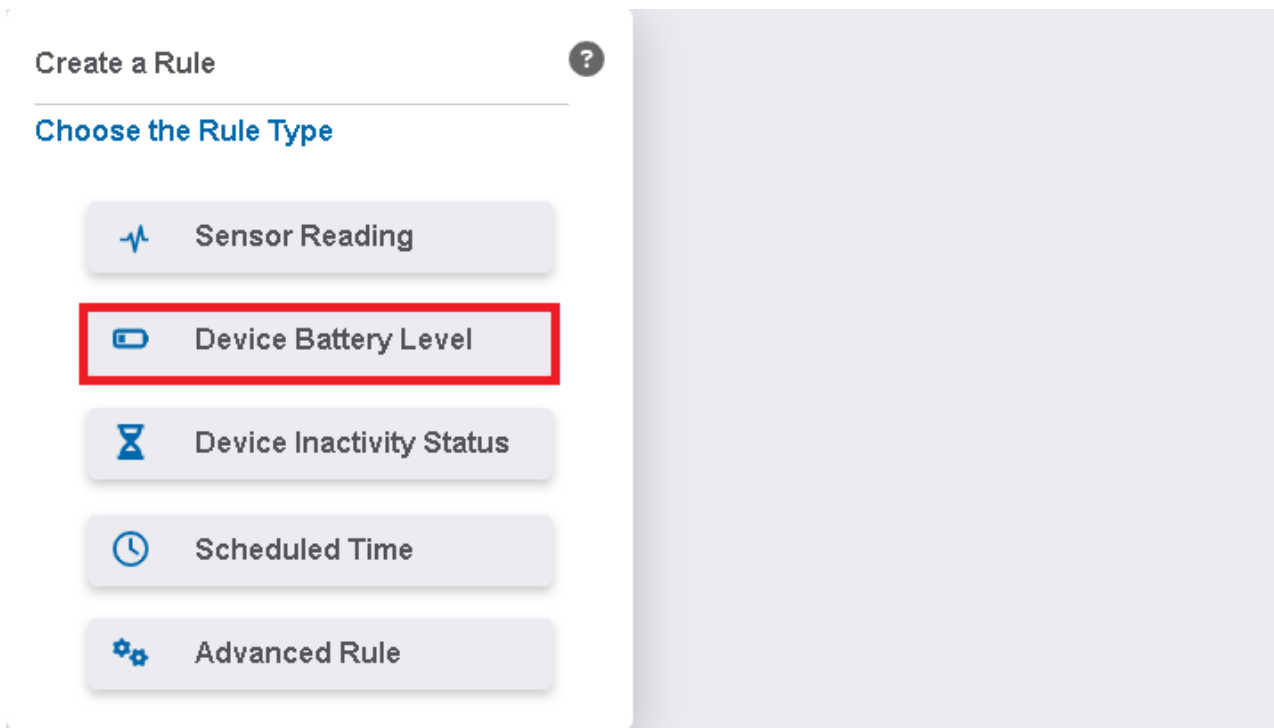 Create a Rule
?
Choose the Rule Type
Sensor Reading
Device Battery Level
Device Inactivity Status
Scheduled Time
Advanced Rule